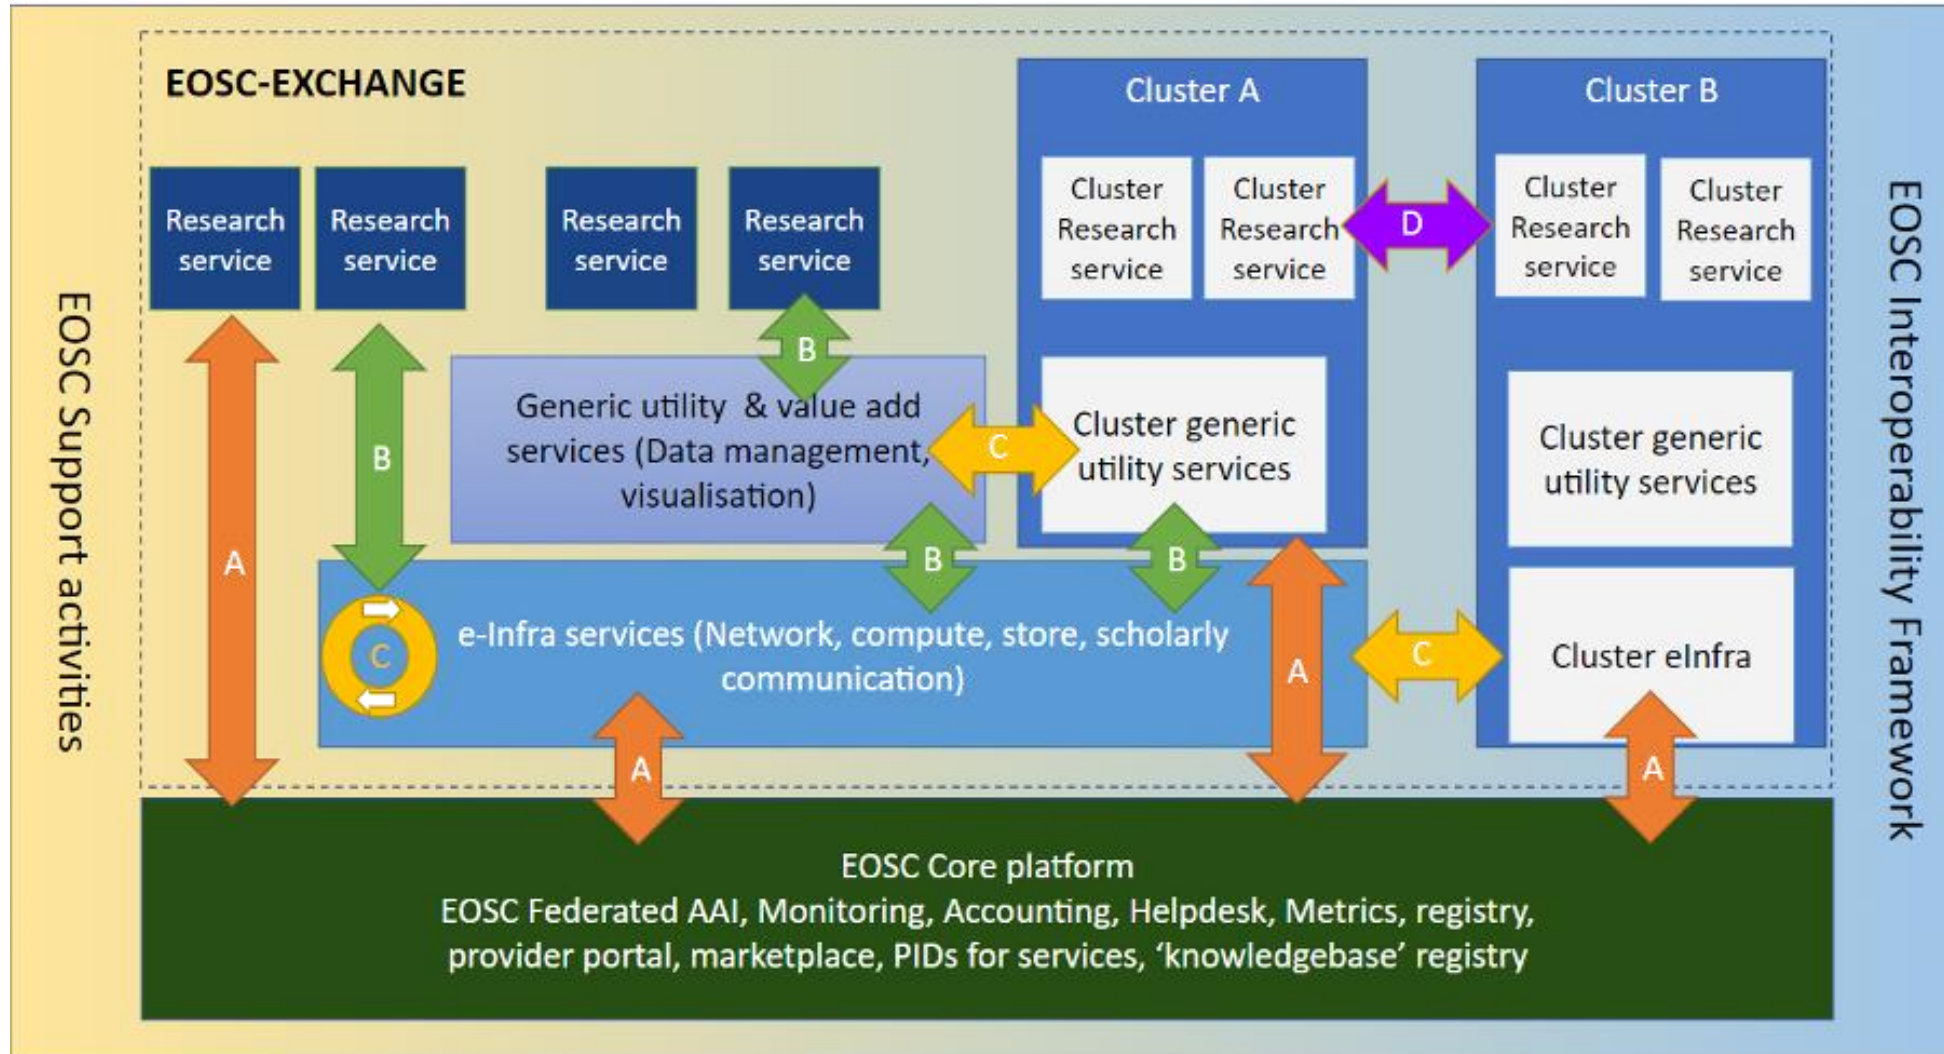 EOSC-EXCHANGE
Cluster A
Cluster B
Research
service
Research
service
Research
service
Research
service
Cluster
Research
service
Cluster
Research
service
D
Cluster
Research
service
Cluster
Research
service
EOSC Support activities
EOSC Interoperability Framework
A
B
B
Generic utility & value add
services (Data management,
visualisation)
C
Cluster generic
utility services
Cluster generic
utility services
B
B
C
e-Infra services (Network, compute, store, scholarly
communication)
A
C
Cluster eInfra
A
A
EOSC Core platform
EOSC Federated AAI, Monitoring, Accounting, Helpdesk, Metrics, registry,
provider portal, marketplace, PIDs for services, ‘knowledgebase’ registry